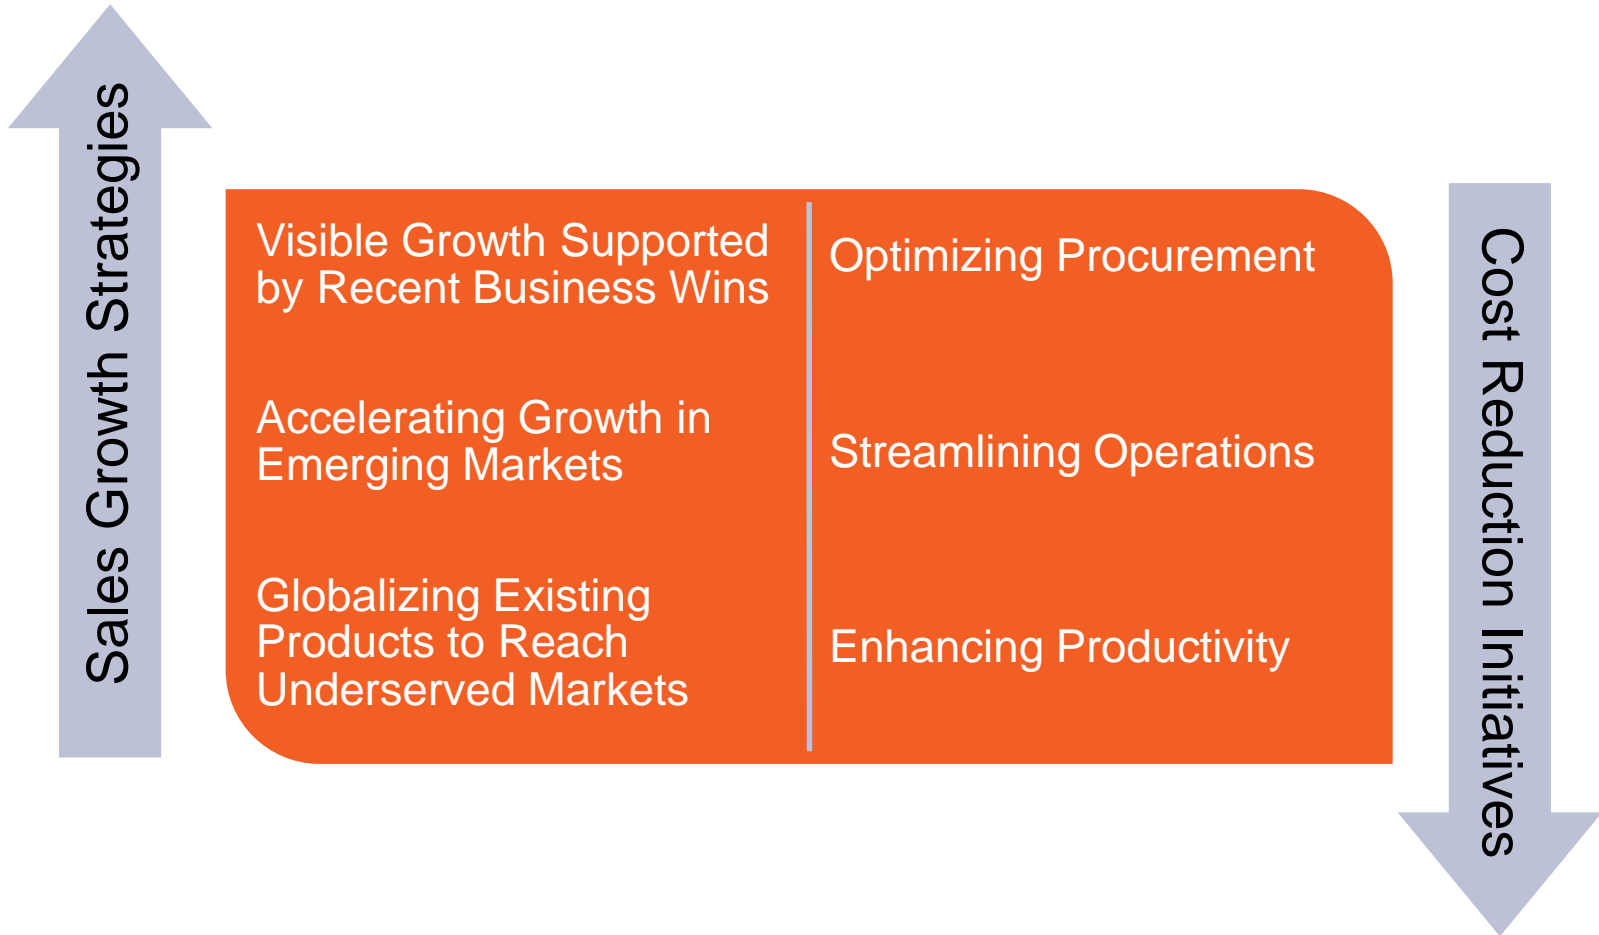 Sales Growth Strategies
Visible Growth Supported
by Recent Business Wins
Accelerating Growth in
Emerging Markets
Globalizing Existing
Products to Reach
Underserved Markets
Optimizing Procurement
Streamlining Operations
Enhancing Productivity
Cost Reduction Initiatives